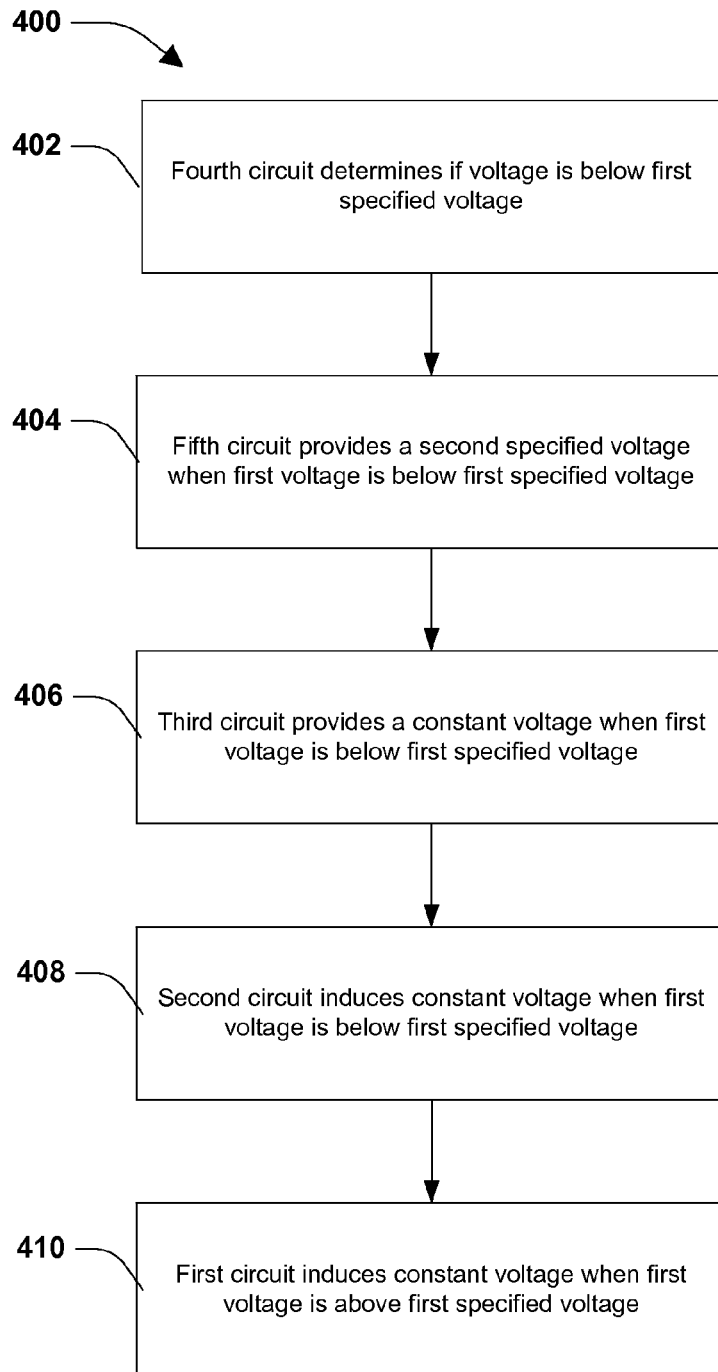 400
402
Fourth circuit determines if voltage is below first
specified voltage
404
Fifth circuit provides a second specified voltage
when first voltage is below first specified voltage
406
Third circuit provides a constant voltage when first
voltage is below first specified voltage
408
Second circuit induces constant voltage when first
voltage is below first specified voltage
410
First circuit induces constant voltage when first
voltage is above first specified voltage